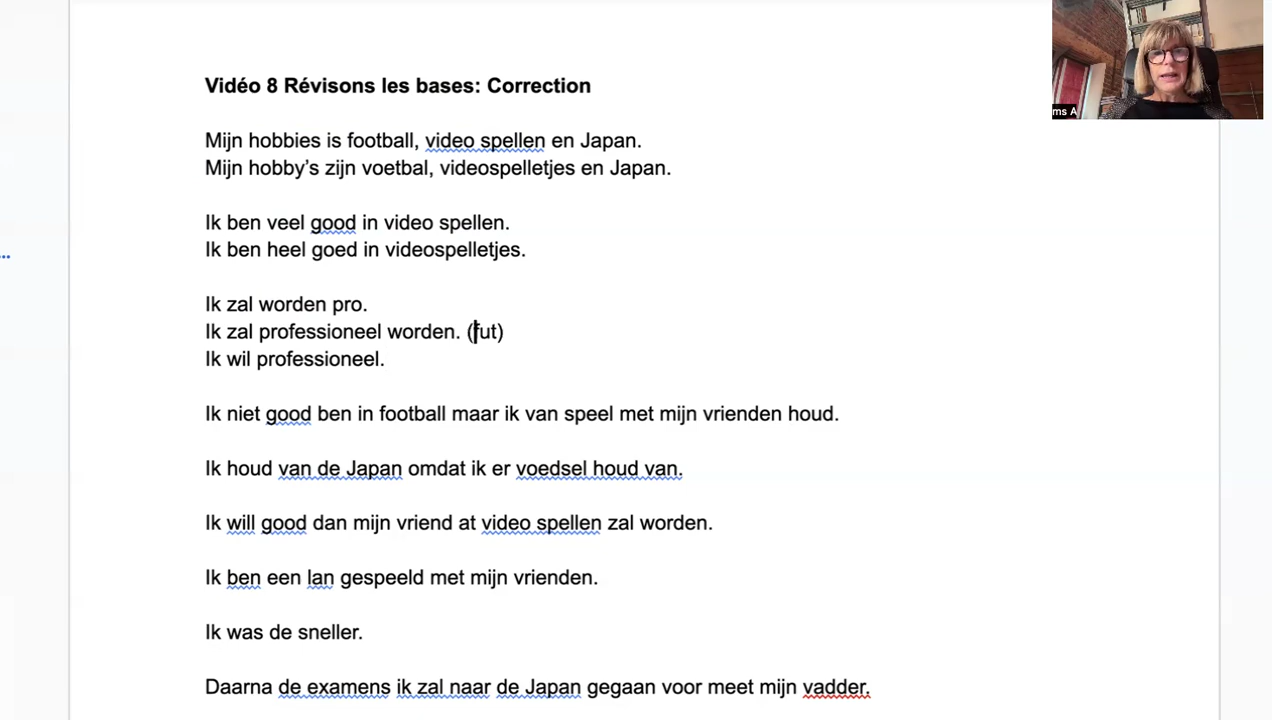 Vidéo 8 Révisons les bases: Correction
Mijn hobbies is football, video spellen en Japan.
Mijn hobby’s zijn voetbal, videospelletjes en Japan.
Ik ben veel good in video spellen.
Ik ben heel goed in videospelletjes.
Ik zal worden pro.
Ik zal professioneel worden. (fut)
Ik wil professioneel.
Ik niet good ben in football maar ik van speel met mijn vrienden houd.
Ik houd van de Japan omdat ik er voedsel houd van.
Ik will good dan mijn vriend at video spellen zal worden.
Ik ben een lan gespeeld met mijn vrienden.
Ik was de sneller.
Daarna de examens ik zal naar de Japan gegaan voor meet mijn vadder.
ms A